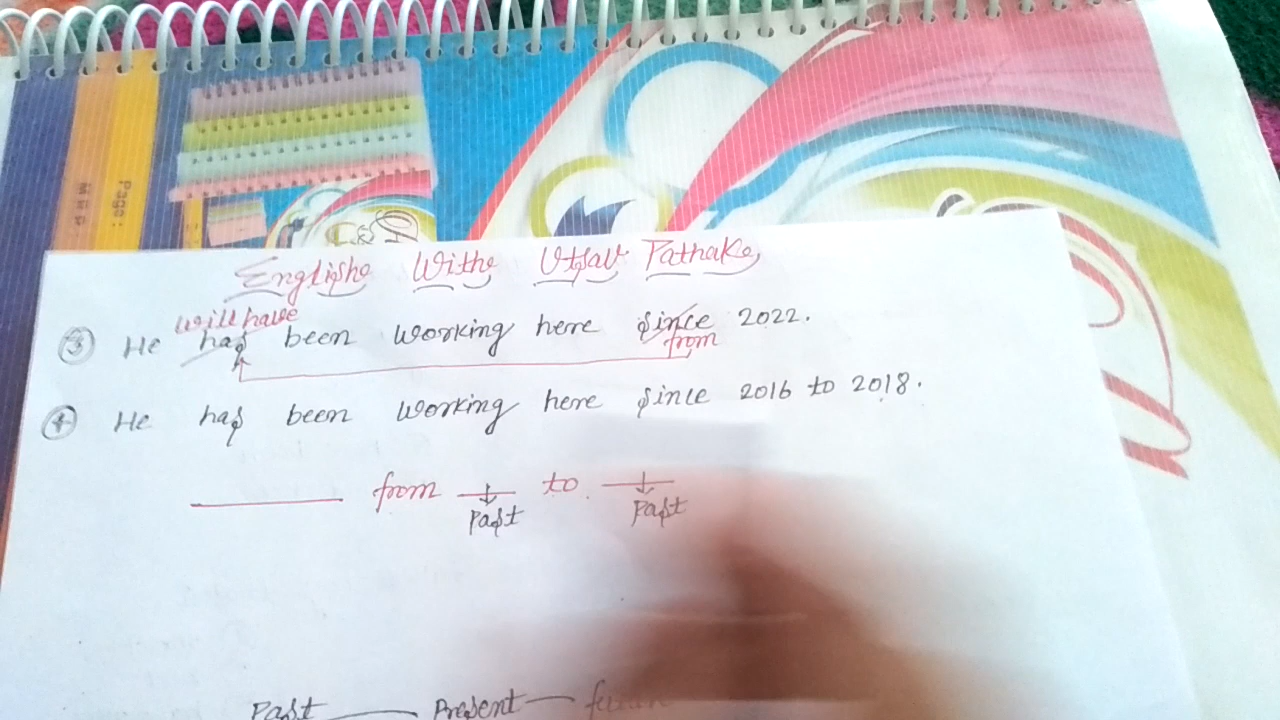 Englishe Withe Utsav Pathake
will have
③ He has been working here since 2022.
from
④ He has been working here since 2016 to 2018.
from to
Past Past
Past Present
Page: